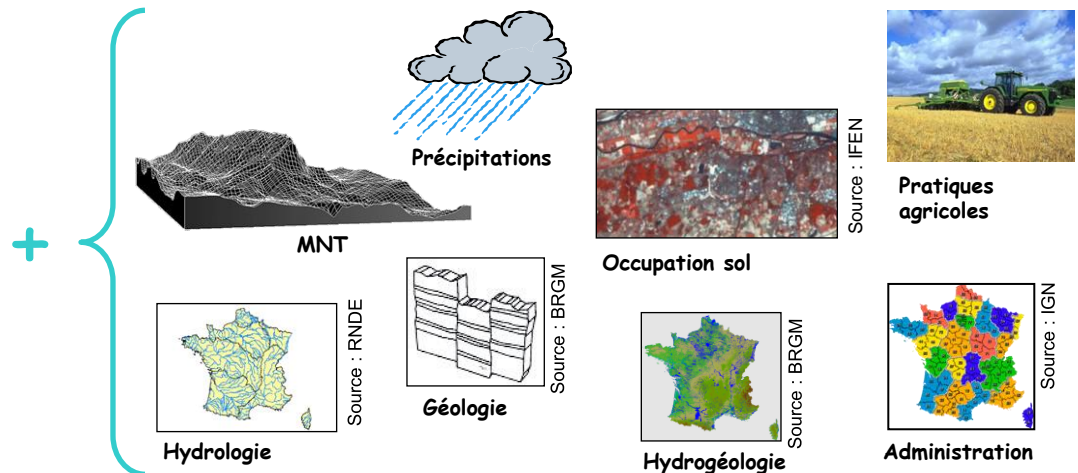 +
Précipitations
MNT
Occupation sol
Source : IFEN
Pratiques
agricoles
Hydrologie
Source : RNDE
Géologie
Source : BRGM
Hydrogéologie
Source : BRGM
Administration
Source : IGN